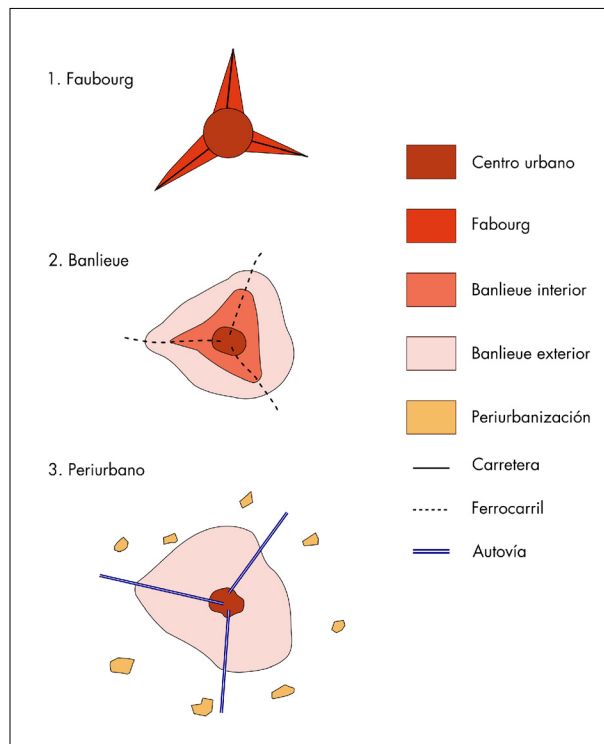 1. Faubourg
2. Banlieue
3. Periurbano
Centro urbano
Fabourg
Banlieue interior
Banlieue exterior
Periurbanización
Carretera
Ferrocarril
Autovía